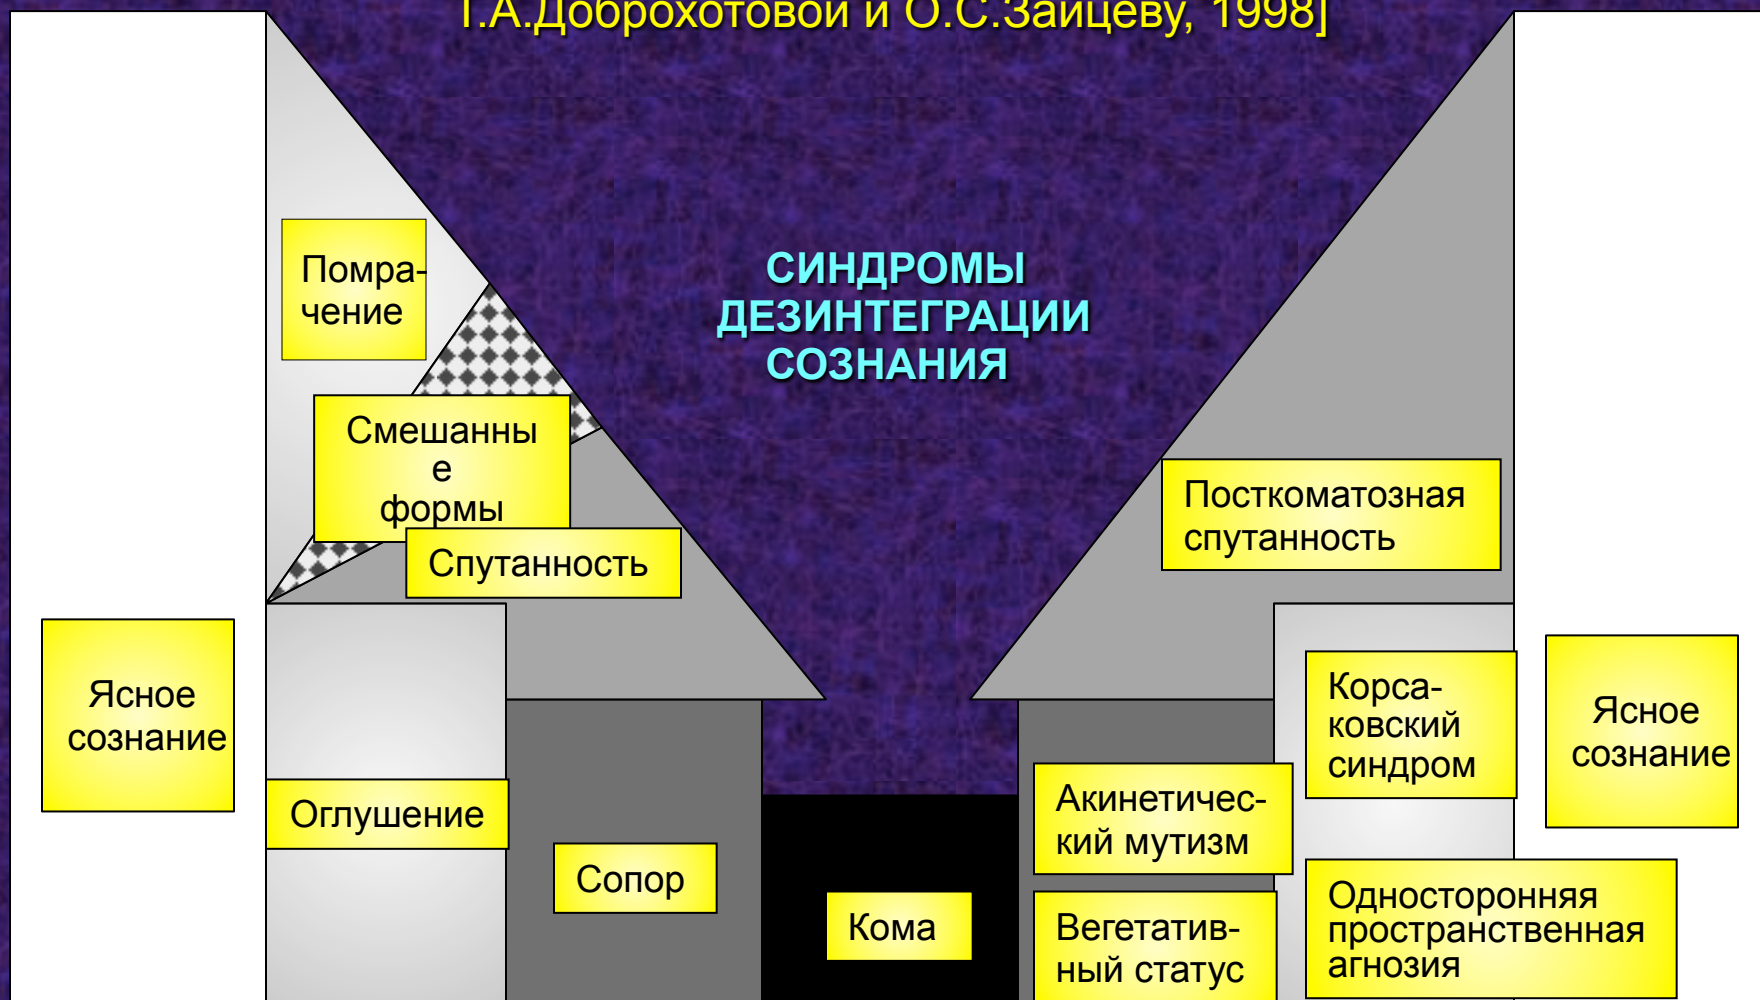 Т.А.Доброхотовой и О.С.Зайцеву, 1998]
СИНДРОМЫ
ДЕЗИНТЕГРАЦИИ
СОЗНАНИЯ
Помра-
чение
Смешанны
е
формы
Спутанность
Ясное
сознание
Оглушение
Сопор
Кома
Посткоматозная
спутанность
Корса-
ковский
синдром
Акинетичес-
кий мутизм
Вегетатив-
ный статус
Односторонняя
пространственная
агнозия
Ясное
сознание